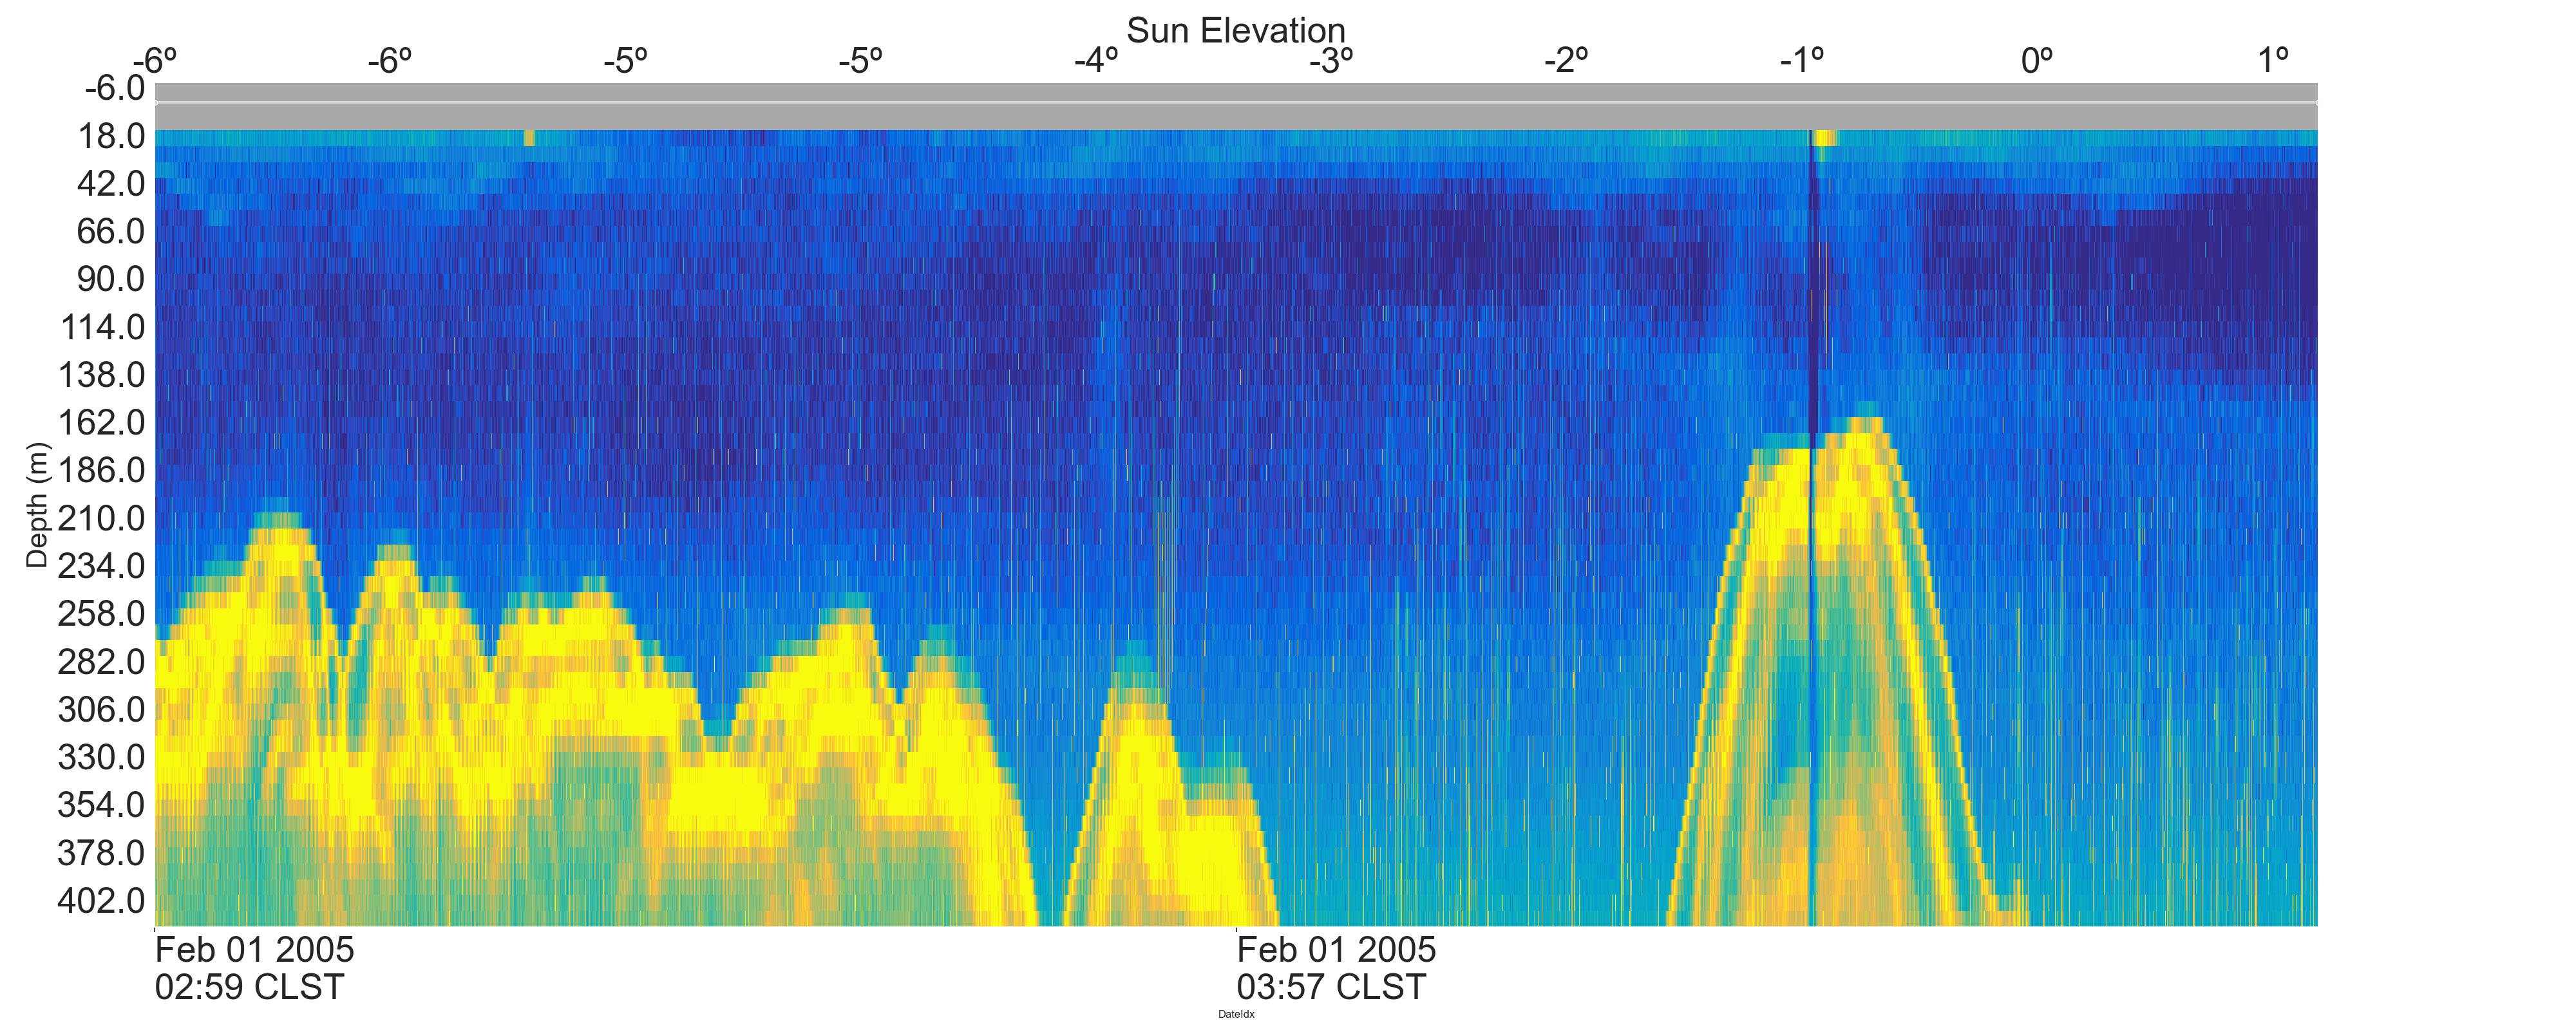 Sun Elevation
-6º -6º -5º -5º -4º -3º -2º -1º 0º 1º
-6.0
18.0
42.0
66.0
90.0
114.0
138.0
162.0
186.0
210.0
234.0
258.0
282.0
306.0
330.0
354.0
378.0
402.0
Depth (m)
Feb 01 2005
02:59 CLST
Feb 01 2005
03:57 CLST
DateIdx